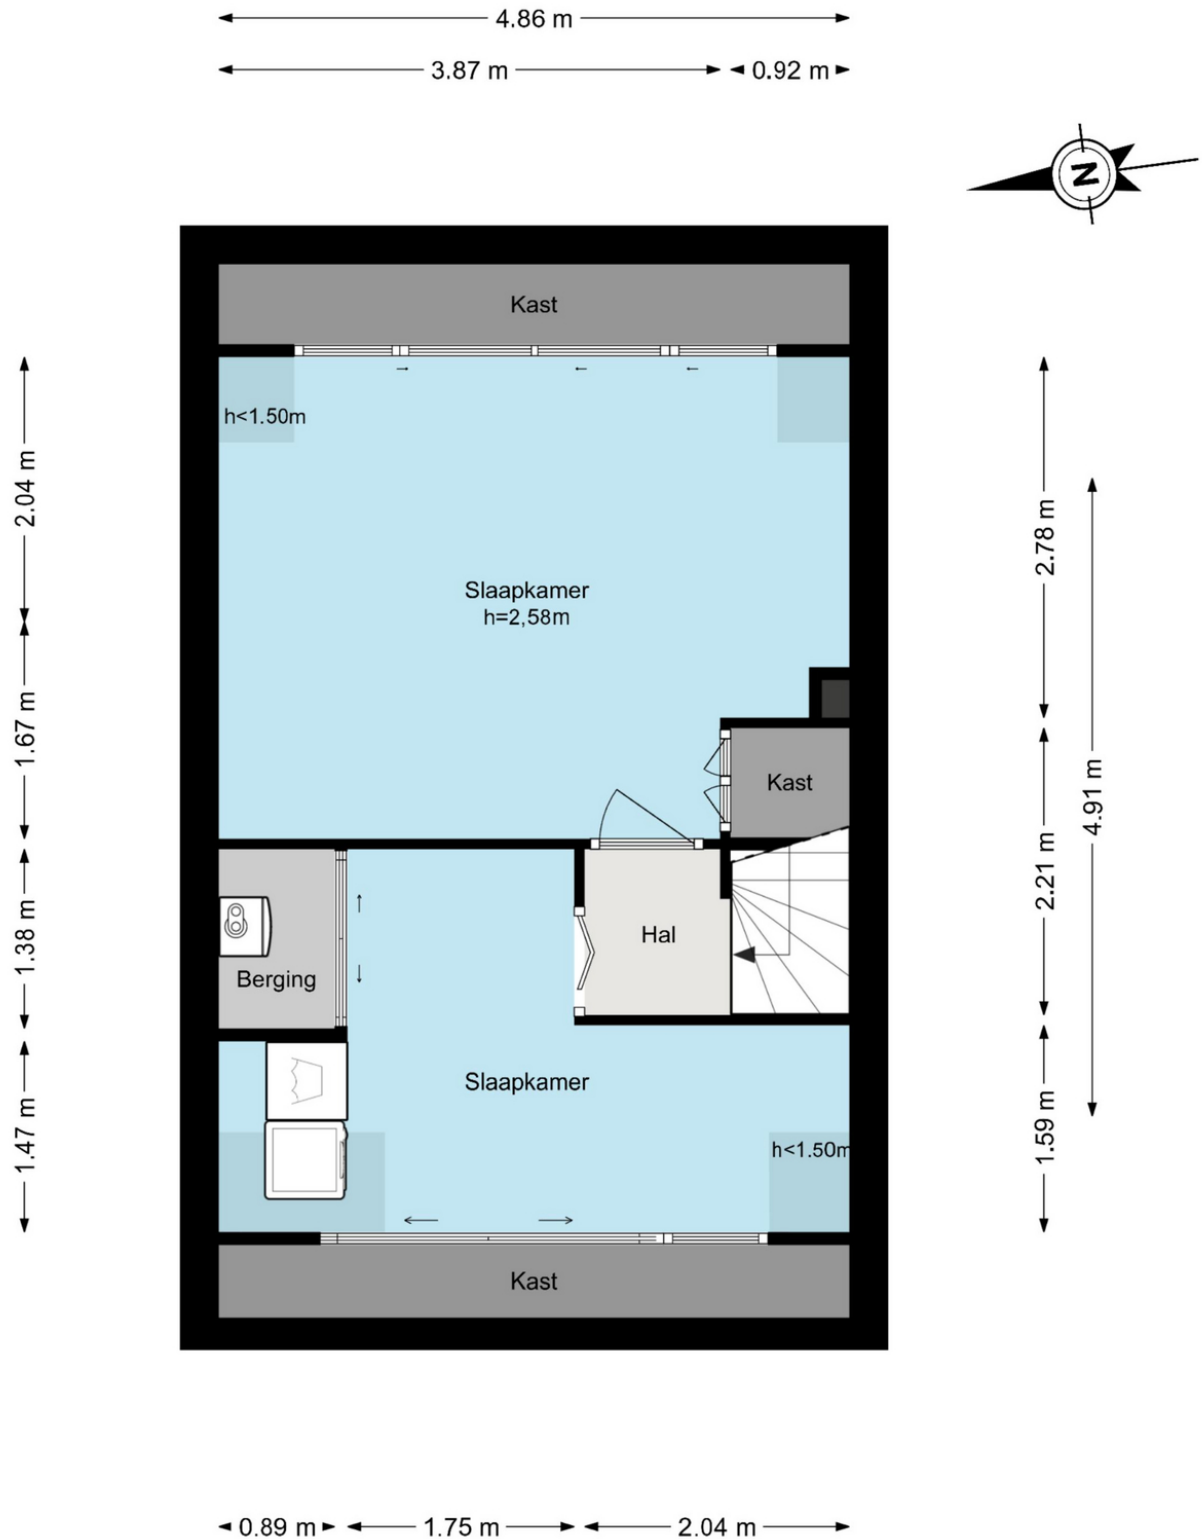 4.86 m
3.87 m
0.92 m
N
Kast
h<1.50m
2.04 m
2.78 m
Slaapkamer
h=2,58m
1.67 m
Kast
4.91 m
2.21 m
1.38 m
Hal
Berging
Slaapkamer
1.47 m
1.59 m
h<1.50m
Kast
0.89 m
1.75 m
2.04 m